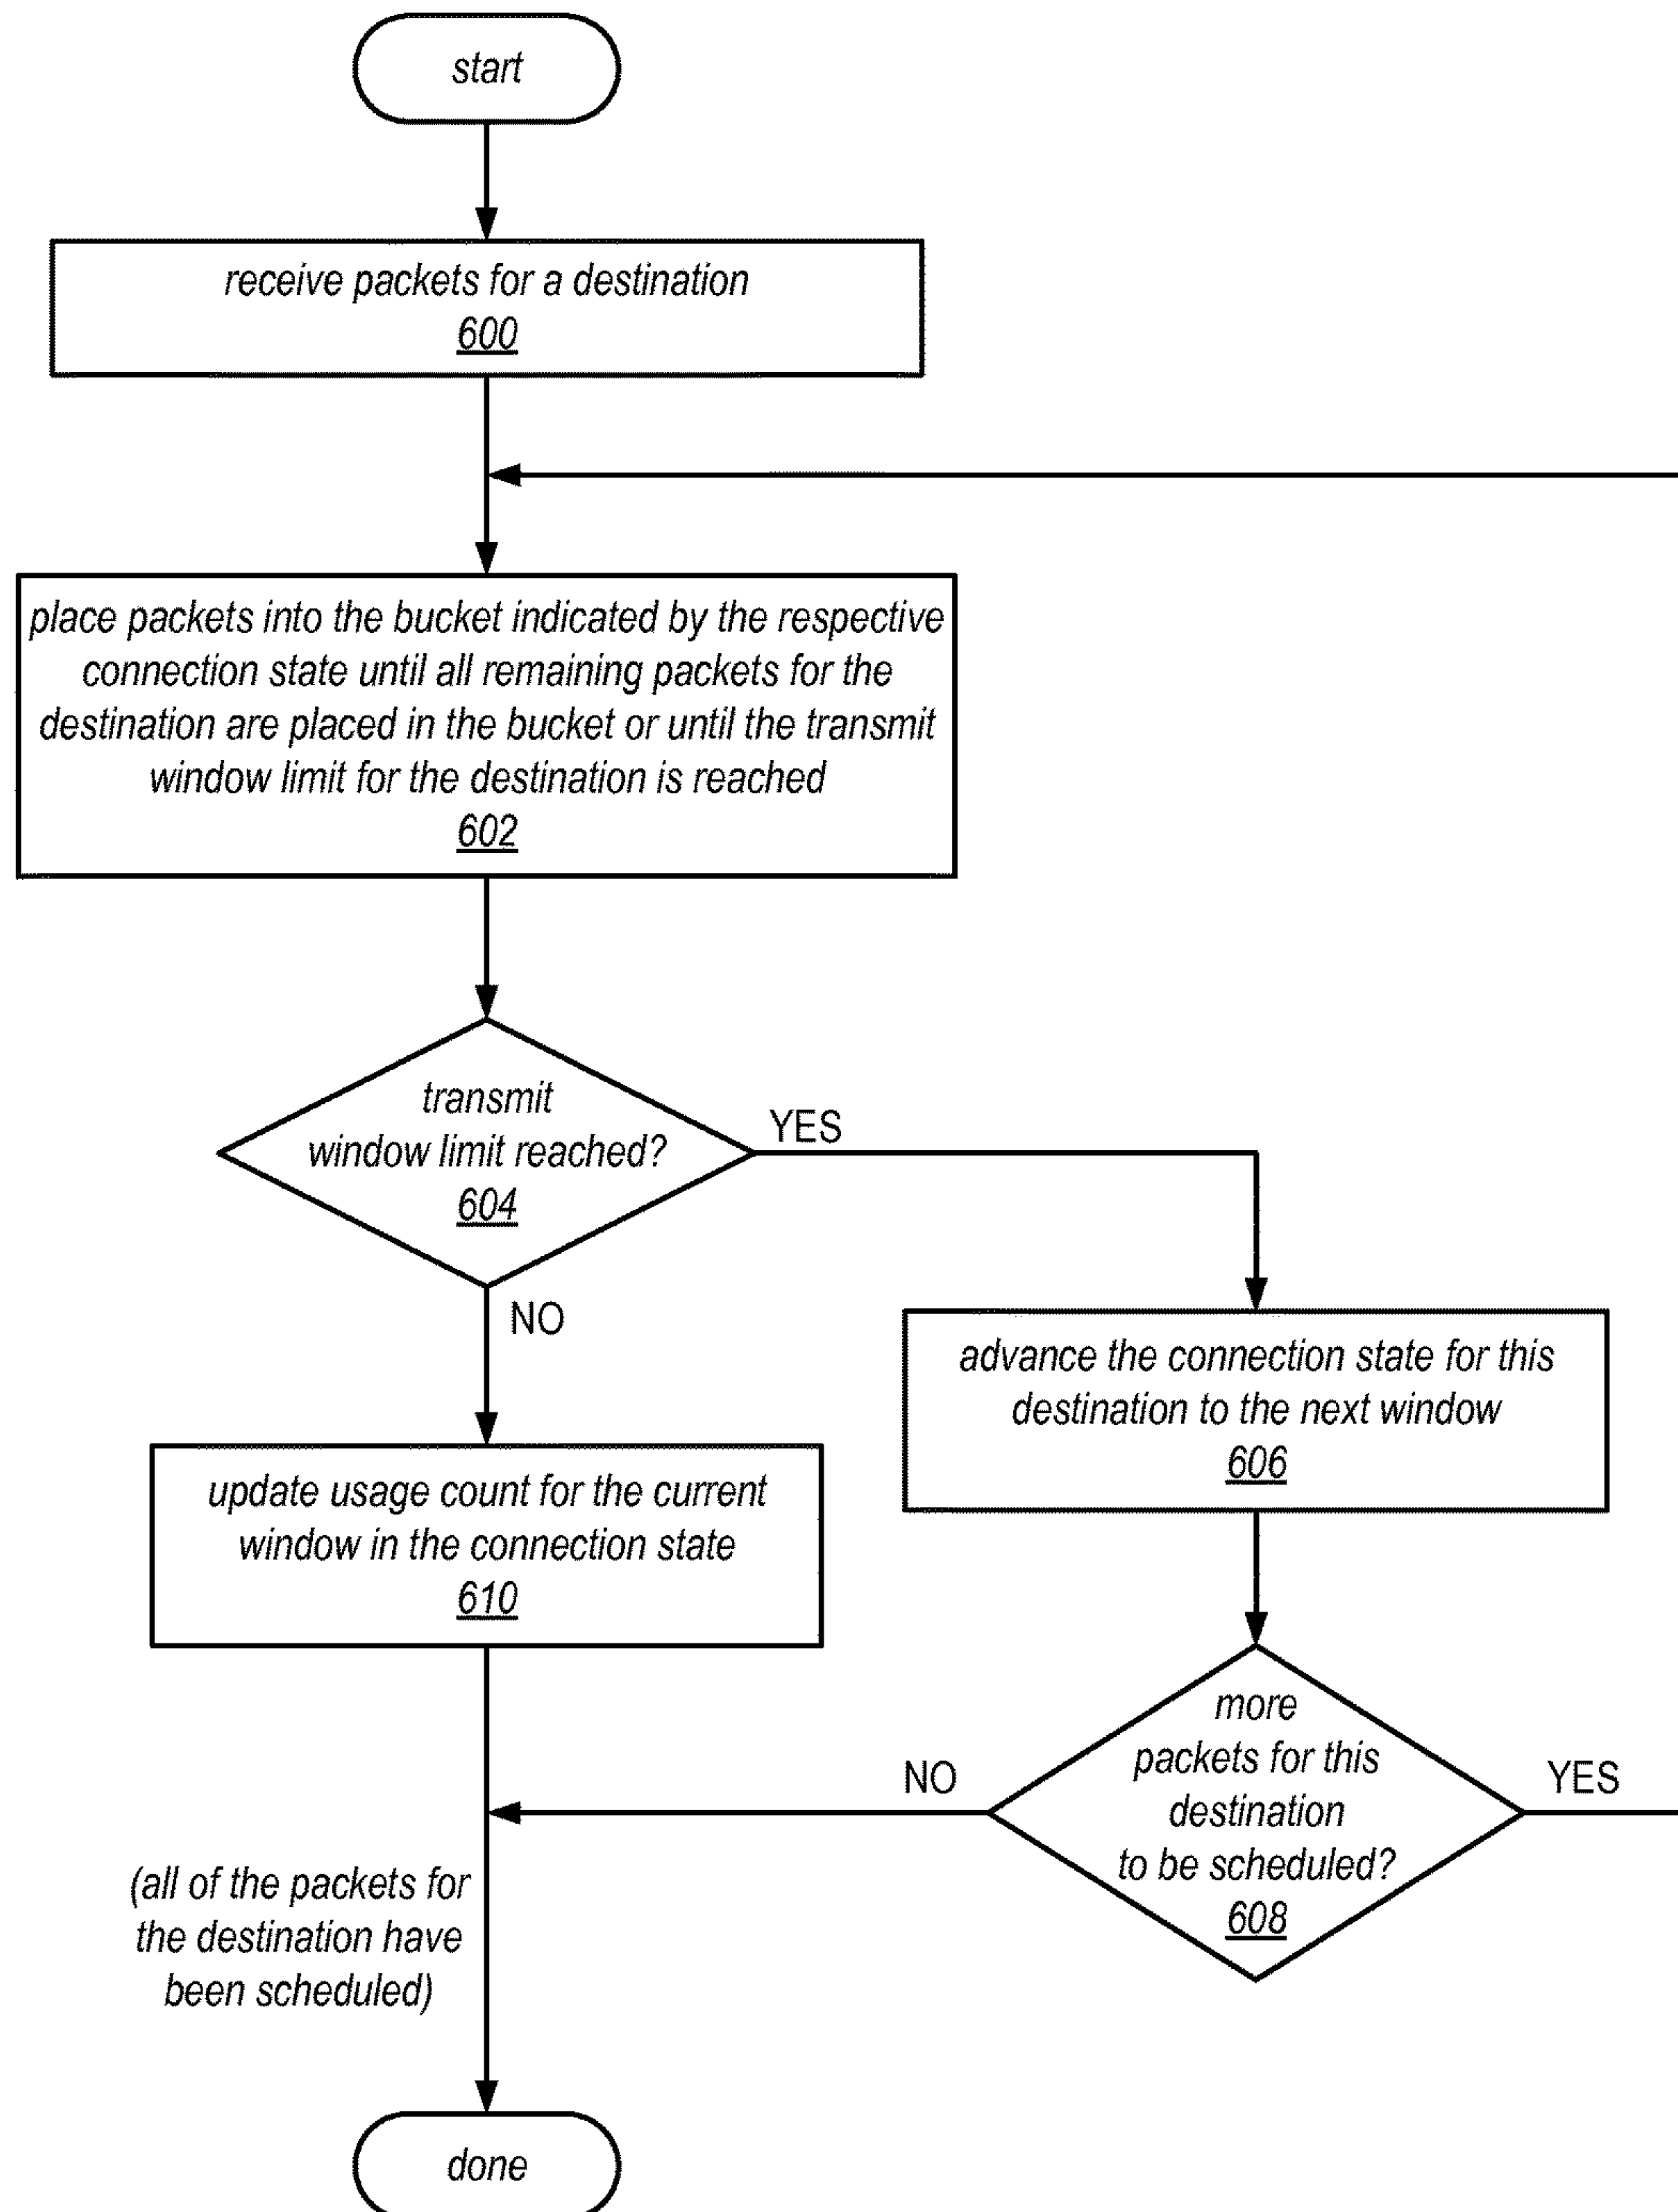 start
receive packets for a destination
600
place packets into the bucket indicated by the respective
connection state until all remaining packets for the
destination are placed in the bucket or until the transmit
window limit for the destination is reached
602
transmit
window limit reached?
604
YES
NO
advance the connection state for this
destination to the next window
606
update usage count for the current
window in the connection state
610
more
packets for this
destination
to be scheduled?
608
NO
YES
(all of the packets for
the destination have
been scheduled)
done